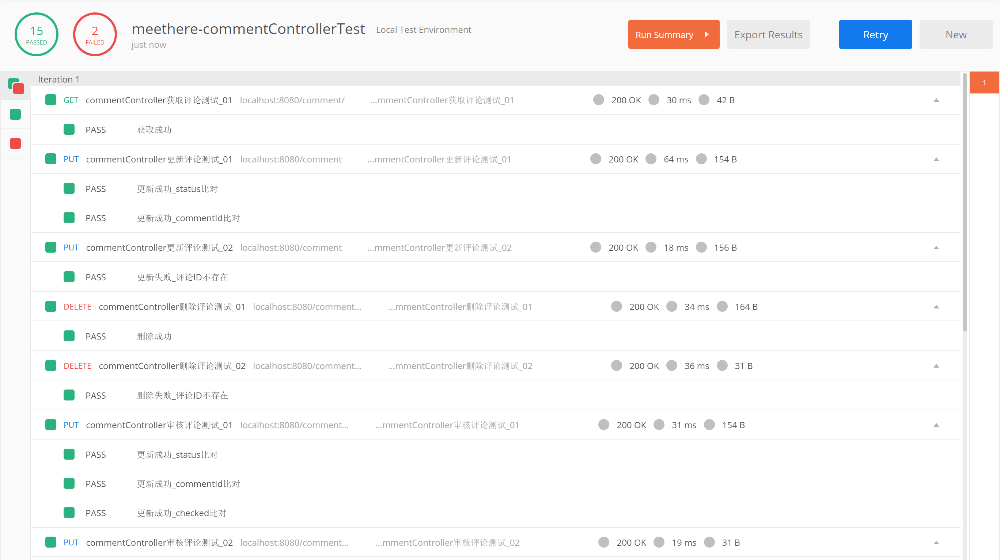 15 PASSED
2 FAILED
meethere-commentControllerTest Local Test Environment
just now
Run Summary Export Results Retry New
Iteration 1
1
GET commentController获取评论测试_01 localhost:8080/comment/ ...mmentController获取评论测试_01 200 OK 30 ms 42 B
PASS 获取成功
PUT commentController更新评论测试_01 localhost:8080/comment ...mmentController更新评论测试_01 200 OK 64 ms 154 B
PASS 更新成功_status比对
PASS 更新成功_commentId比对
PUT commentController更新评论测试_02 localhost:8080/comment ...mmentController更新评论测试_02 200 OK 18 ms 156 B
PASS 更新失败_评论ID不存在
DELETE commentController删除评论测试_01 localhost:8080/comment... ...mmentController删除评论测试_01 200 OK 34 ms 164 B
PASS 删除成功
DELETE commentController删除评论测试_02 localhost:8080/comment... ...mmentController删除评论测试_02 200 OK 36 ms 31 B
PASS 删除失败_评论ID不存在
PUT commentController审核评论测试_01 localhost:8080/comment... ...mmentController审核评论测试_01 200 OK 31 ms 154 B
PASS 更新成功_status比对
PASS 更新成功_commentId比对
PASS 更新成功_checked比对
PUT commentController审核评论测试_02 localhost:8080/comment... ...mmentController审核评论测试_02 200 OK 19 ms 31 B